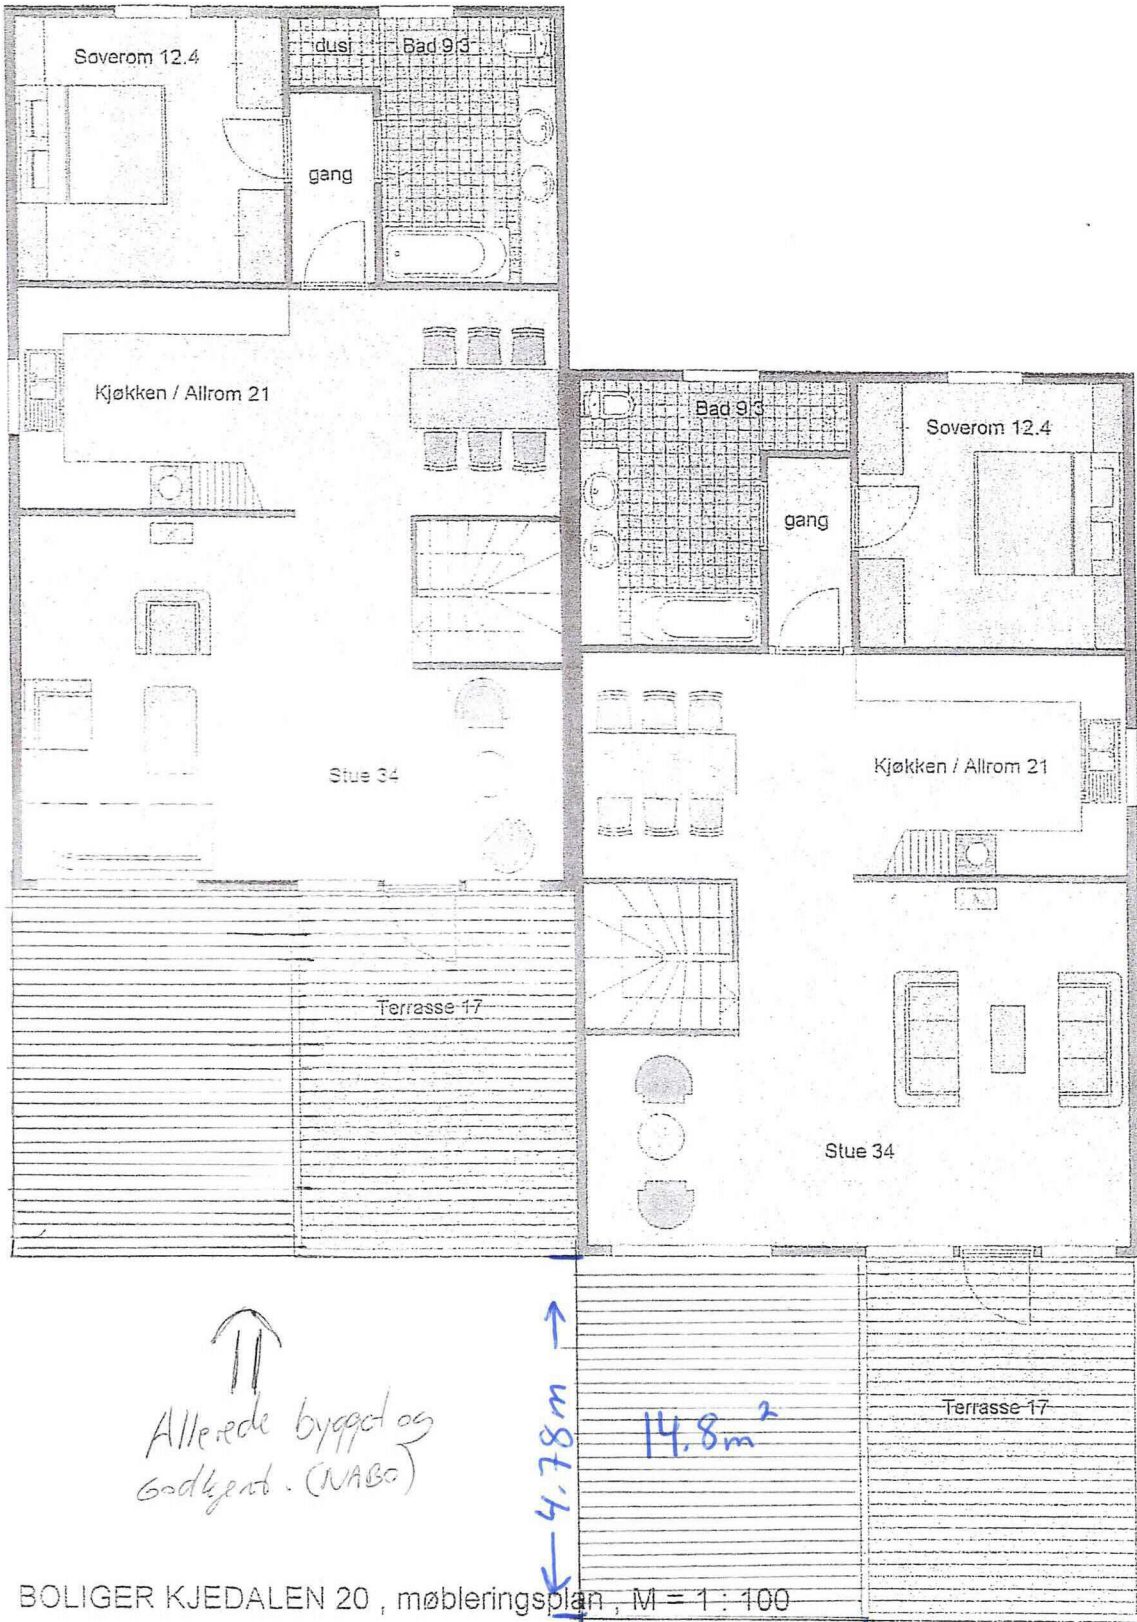 Soverom 12.4
dusj
Bad 9.3
gang
Kjøkken / Allrom 21
Stue 34
Terrasse 17
Bad 9.3
Soverom 12.4
gang
Kjøkken / Allrom 21
Stue 34
Terrasse 17
Allerede bygget og
Godkjent. (NABO)
4.78m
14.8m²
BOLIGER KJEDALEN 20 , møbleringsplan , M = 1 : 100